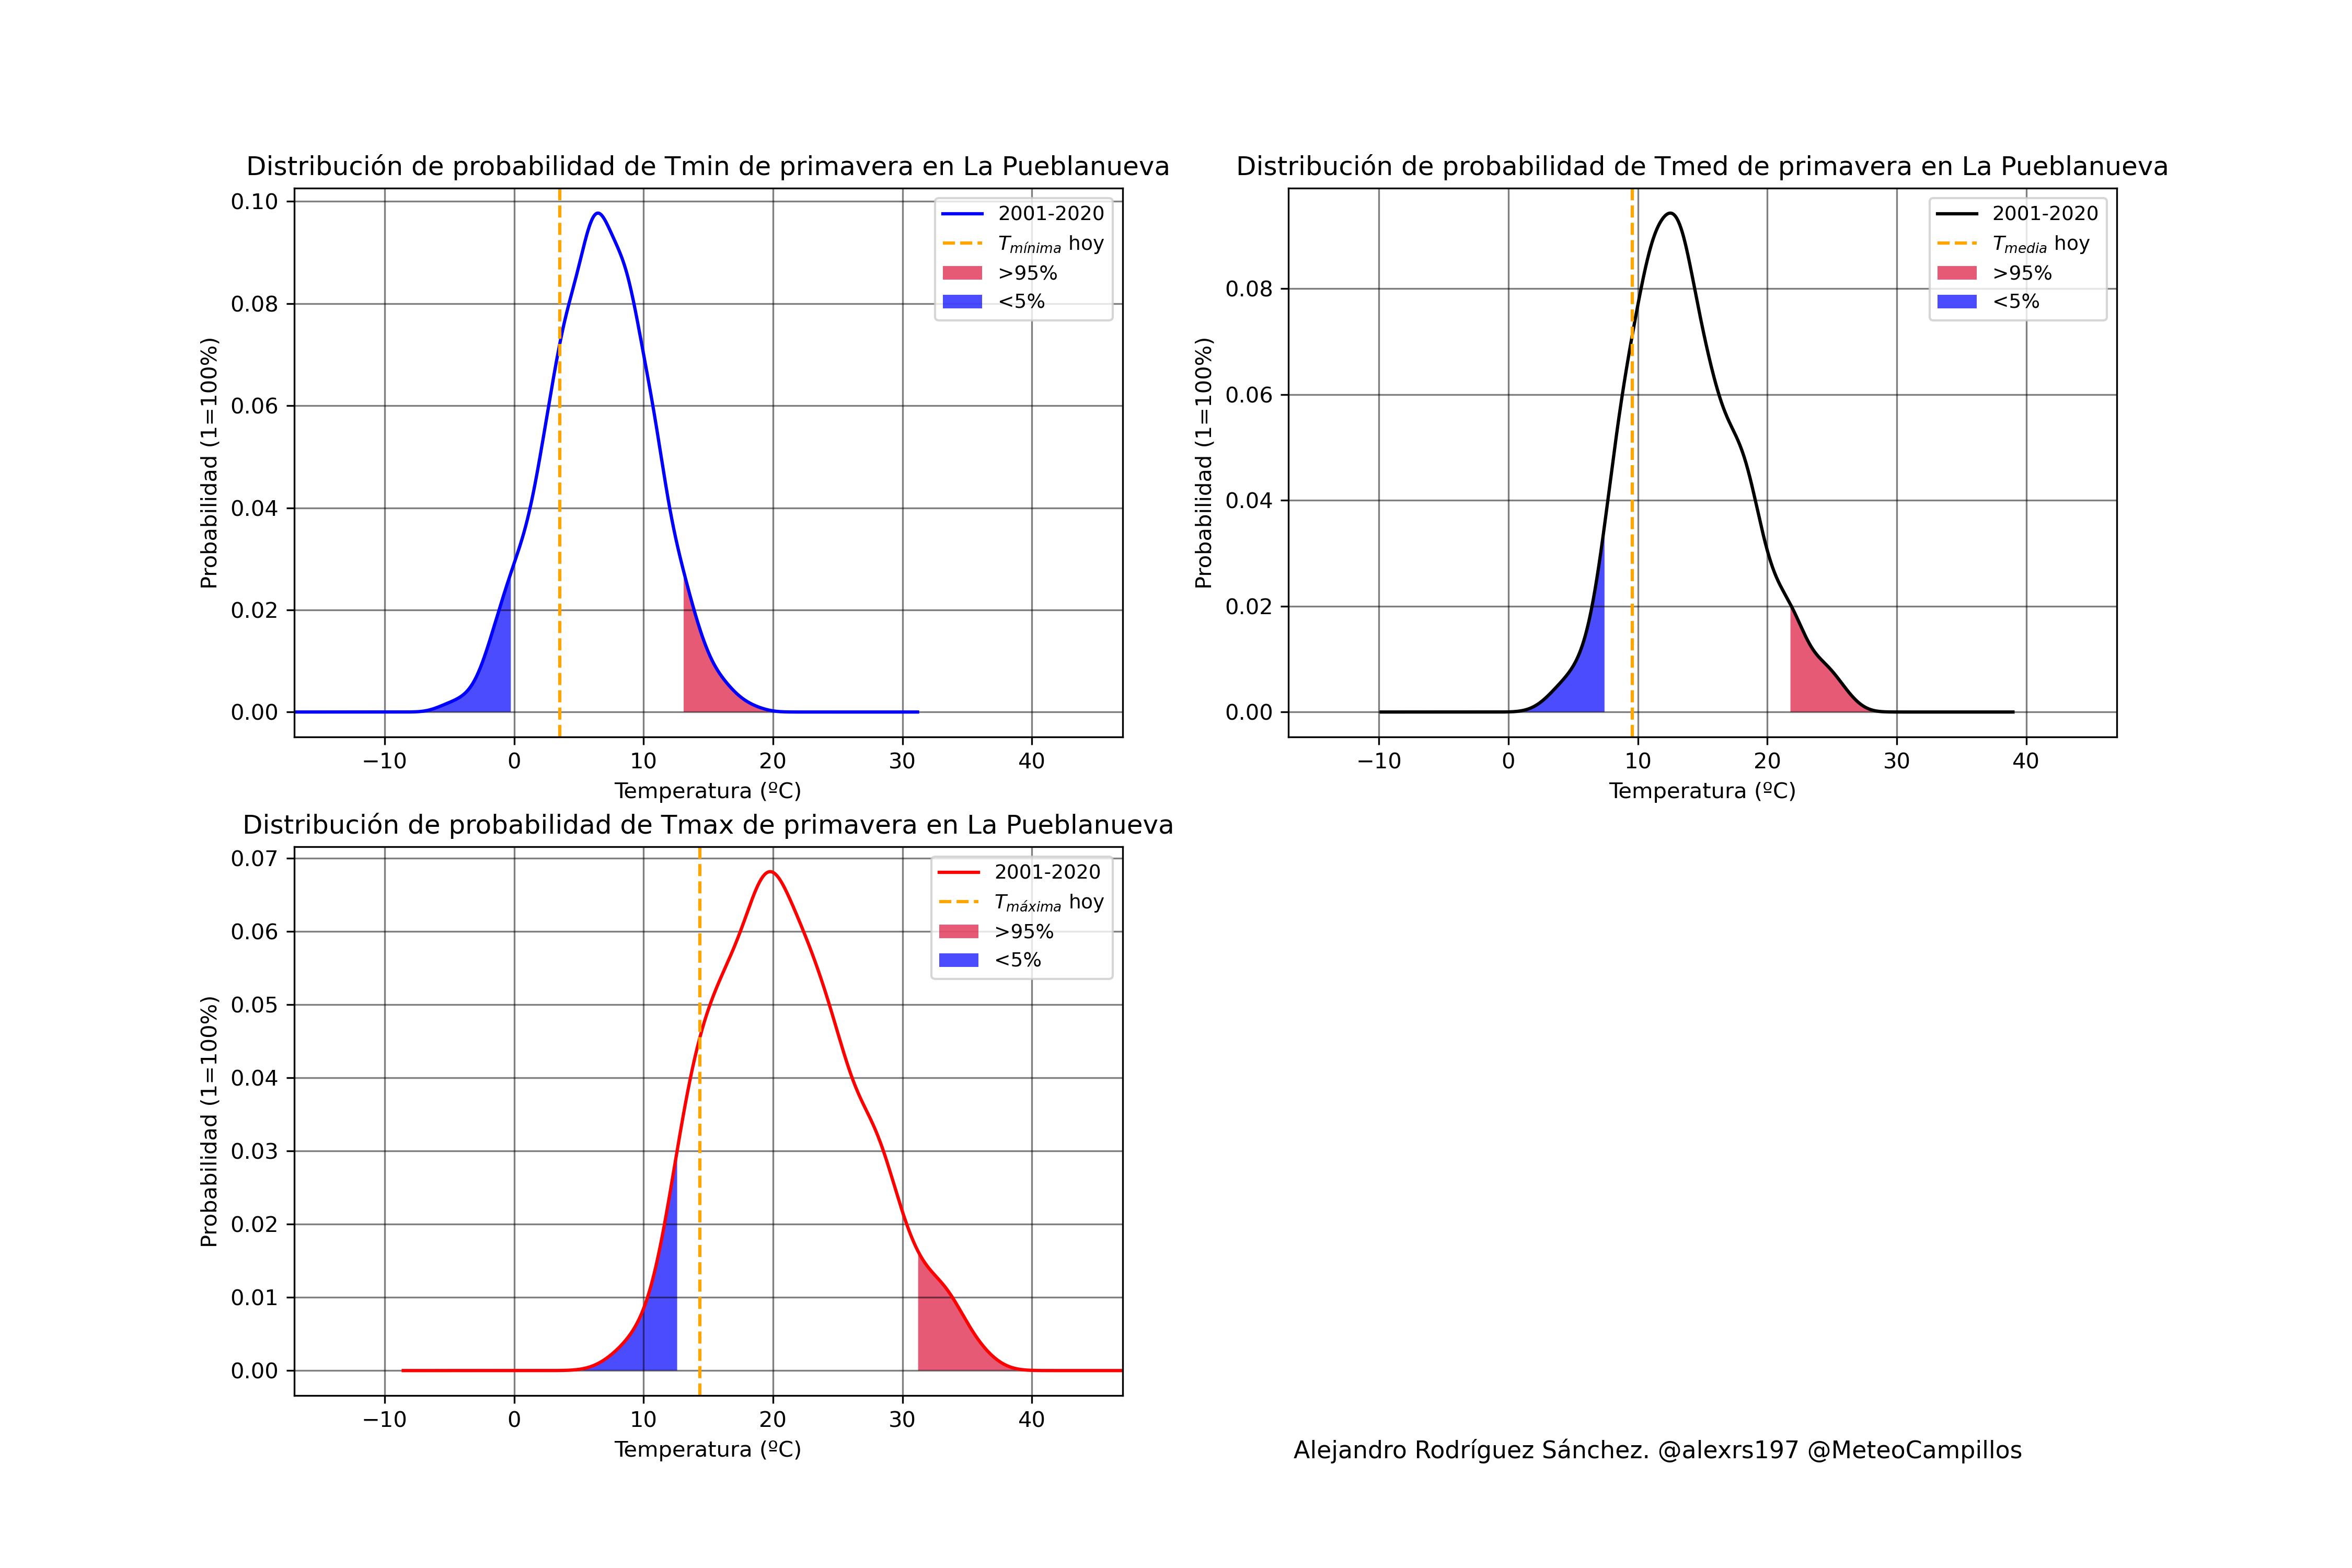 Distribución de probabilidad de Tmin de primavera en La Pueblanueva
0.10
0.08
0.06
0.04
0.02
0.00
Probabilidad (1=100%)
−10 0 10 20 30 40
Temperatura (ºC)
2001-2020
Tmínima hoy
>95%
<5%
Distribución de probabilidad de Tmed de primavera en La Pueblanueva
0.08
0.06
0.04
0.02
0.00
Probabilidad (1=100%)
−10 0 10 20 30 40
Temperatura (ºC)
2001-2020
Tmedia hoy
>95%
<5%
Distribución de probabilidad de Tmax de primavera en La Pueblanueva
0.07
0.06
0.05
0.04
0.03
0.02
0.01
0.00
Probabilidad (1=100%)
−10 0 10 20 30 40
Temperatura (ºC)
2001-2020
Tmáxima hoy
>95%
<5%
Alejandro Rodríguez Sánchez. @alexrs197 @MeteoCampillos